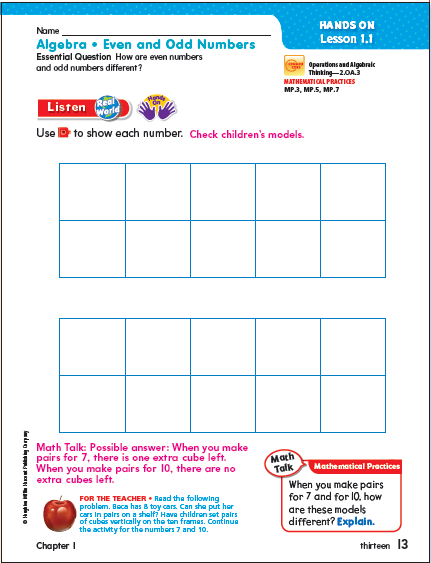 HANDS ON
Lesson 1.1
Name
Algebra • Even and Odd Numbers
Essential Question How are even numbers
and odd numbers different?
COMMON CORE
Operations and Algebraic
Thinking—2.OA.3
MATHEMATICAL PRACTICES
MP.3, MP.5, MP.7
Listen
Real World
Hands On
Use to show each number. Check children's models.
Math Talk: Possible answer: When you make
pairs for 7, there is one extra cube left.
When you make pairs for 10, there are no
extra cubes left.
Math Talk
Mathematical Practices
When you make pairs
for 7 and for 10, how
are these models
different? Explain.
FOR THE TEACHER • Read the following
problem. Beca has 8 toy cars. Can she put her
cars in pairs on a shelf? Have children set pairs
of cubes vertically on the ten frames. Continue
the activity for the numbers 7 and 10.
© Houghton Mifflin Harcourt Publishing Company
Chapter 1
thirteen 13